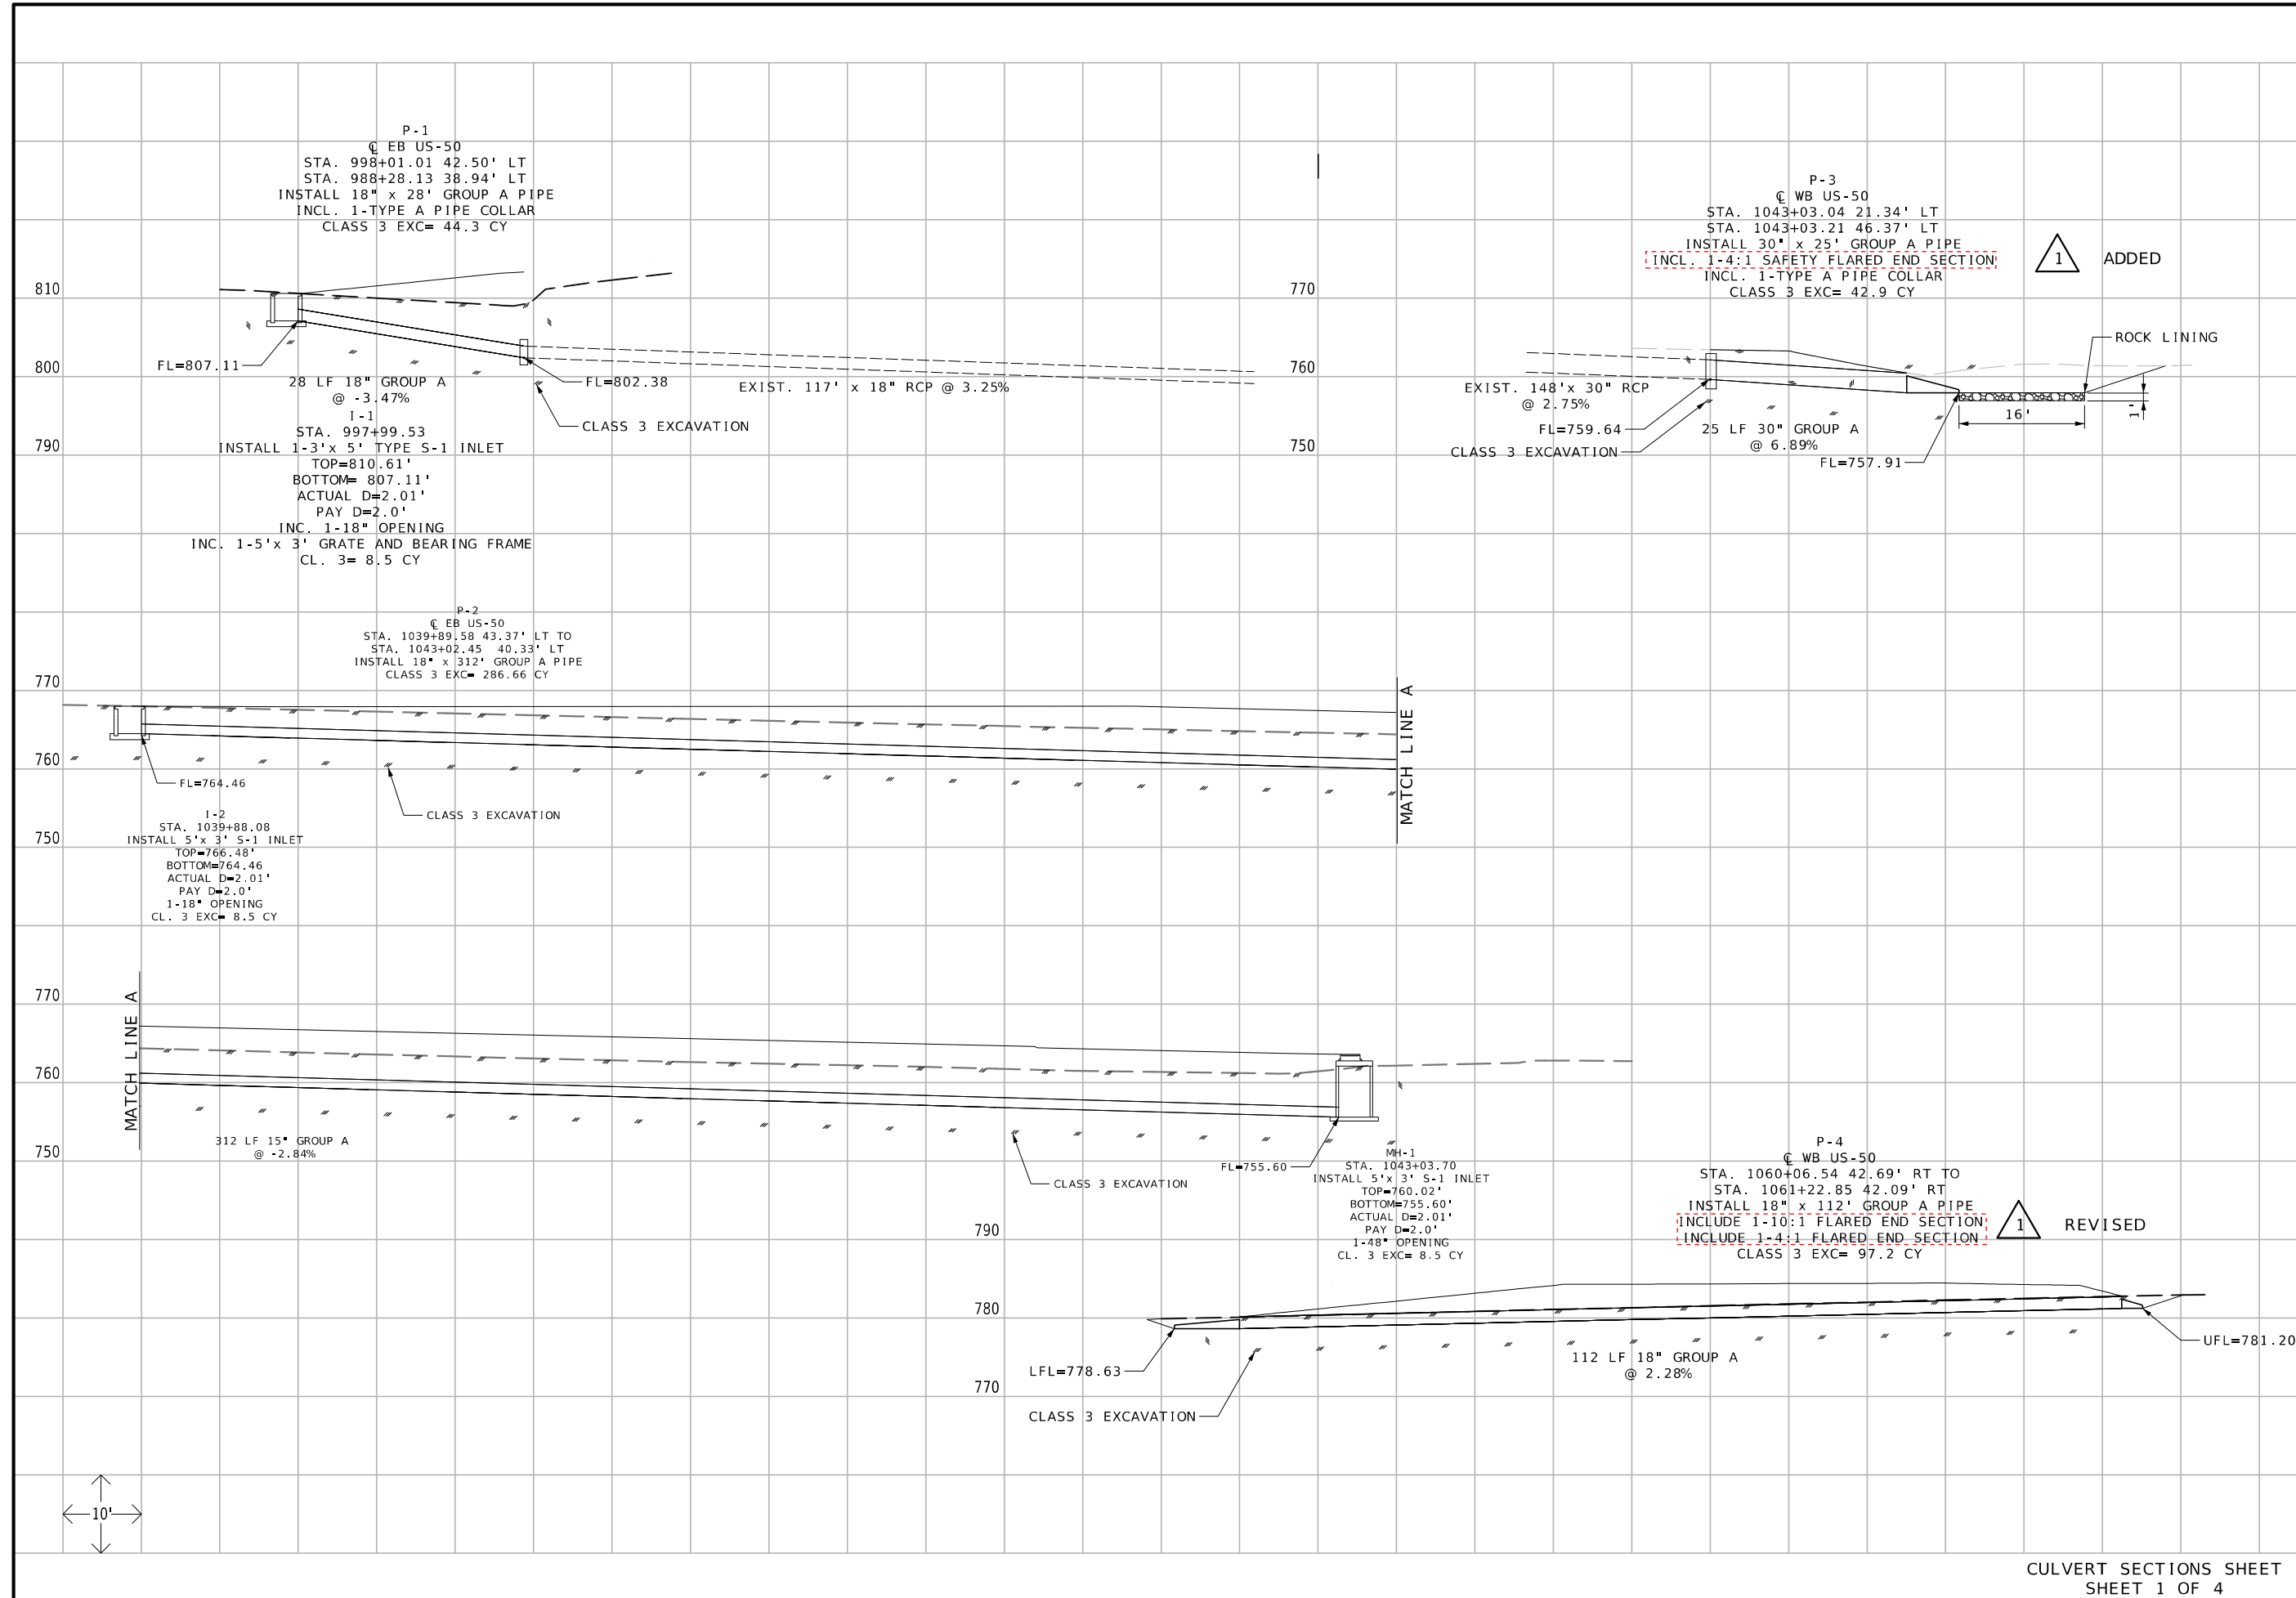 P-1
℄ EB US-50
STA. 998+01.01 42.50' LT
STA. 988+28.13 38.94' LT
INSTALL 18" x 28' GROUP A PIPE
INCL. 1-TYPE A PIPE COLLAR
CLASS 3 EXC= 44.3 CY
810
800
790
FL=807.11
28 LF 18" GROUP A
@ -3.47%
FL=802.38
EXIST. 117' x 18" RCP @ 3.25%
CLASS 3 EXCAVATION
I-1
STA. 997+99.53
INSTALL 1-3'x 5' TYPE S-1 INLET
TOP=810.61'
BOTTOM= 807.11'
ACTUAL D=2.01'
PAY D=2.0'
INC. 1-18" OPENING
INC. 1-5'x 3' GRATE AND BEARING FRAME
CL. 3= 8.5 CY
P-3
℄ WB US-50
STA. 1043+03.04 21.34' LT
STA. 1043+03.21 46.37' LT
INSTALL 30" x 25' GROUP A PIPE
INCL. 1-4:1 SAFETY FLARED END SECTION
INCL. 1-TYPE A PIPE COLLAR
CLASS 3 EXC= 42.9 CY
1
ADDED
770
760
750
ROCK LINING
EXIST. 148'x 30" RCP
@ 2.75%
FL=759.64
CLASS 3 EXCAVATION
25 LF 30" GROUP A
@ 6.89%
FL=757.91
16'
1'
P-2
℄ EB US-50
STA. 1039+89.58 43.37' LT TO
STA. 1043+02.45 40.33' LT
INSTALL 18" x 312' GROUP A PIPE
CLASS 3 EXC= 286.66 CY
770
760
750
MATCH LINE A
FL=764.46
CLASS 3 EXCAVATION
I-2
STA. 1039+88.08
INSTALL 5'x 3' S-1 INLET
TOP=766.48'
BOTTOM=764.46
ACTUAL D=2.01'
PAY D=2.0'
1-18" OPENING
CL. 3 EXC= 8.5 CY
770
760
750
MATCH LINE A
312 LF 15" GROUP A
@ -2.84%
CLASS 3 EXCAVATION
FL=755.60
MH-1
STA. 1043+03.70
INSTALL 5'x 3' S-1 INLET
TOP=760.02'
BOTTOM=755.60'
ACTUAL D=2.01'
PAY D=2.0'
1-48" OPENING
CL. 3 EXC= 8.5 CY
P-4
℄ WB US-50
STA. 1060+06.54 42.69' RT TO
STA. 1061+22.85 42.09' RT
INSTALL 18" x 112' GROUP A PIPE
INCLUDE 1-10:1 FLARED END SECTION
INCLUDE 1-4:1 FLARED END SECTION
CLASS 3 EXC= 97.2 CY
1
REVISED
790
780
770
LFL=778.63
CLASS 3 EXCAVATION
112 LF 18" GROUP A
@ 2.28%
UFL=781.20
10'
CULVERT SECTIONS SHEET
SHEET 1 OF 4